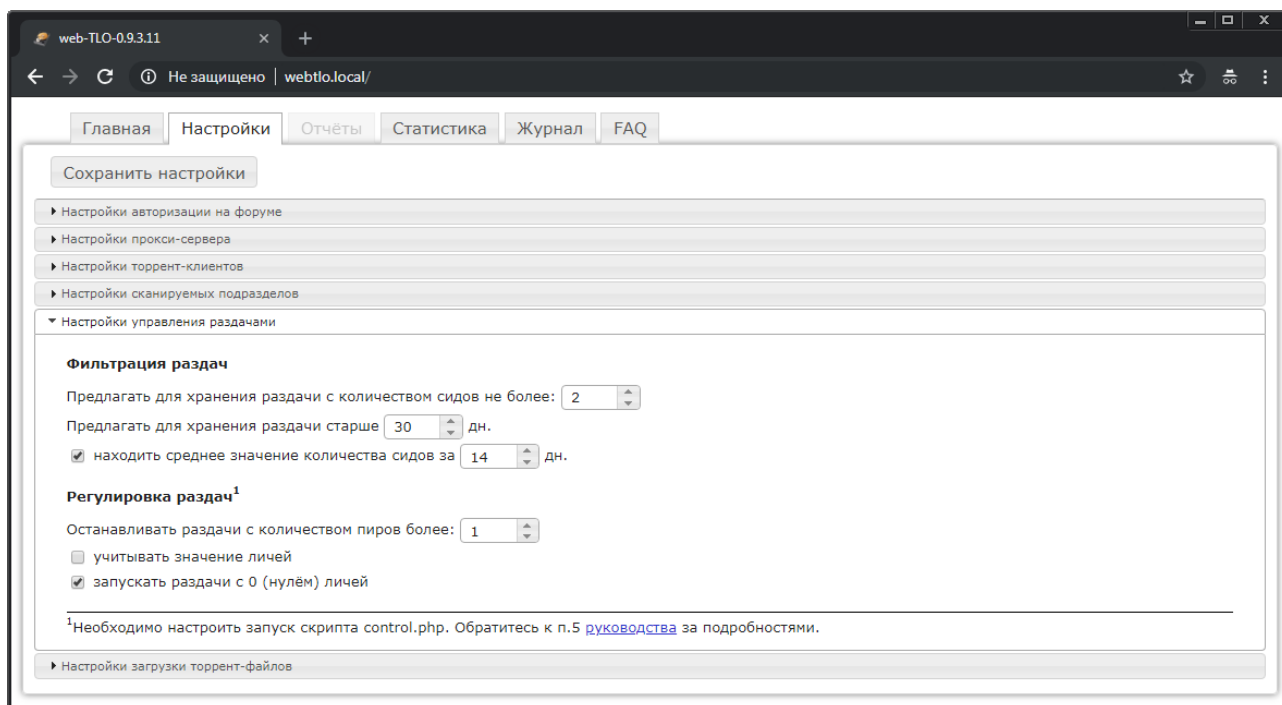 web-TLO-0.9.3.11
Не защищено webtlo.local/
Главная Настройки Отчёты Статистика Журнал FAQ
Сохранить настройки
Настройки авторизации на форуме
Настройки прокси-сервера
Настройки торрент-клиентов
Настройки сканируемых подразделов
Настройки управления раздачами
Фильтрация раздач
Предлагать для хранения раздачи с количеством сидов не более: 2
Предлагать для хранения раздачи старше 30 дн.
находить среднее значение количества сидов за 14 дн.
Регулировка раздач¹
Останавливать раздачи с количеством пиров более: 1
учитывать значение личей
запускать раздачи с 0 (нулём) личей
¹Необходимо настроить запуск скрипта control.php. Обратитесь к п.5 руководства за подробностями.
Настройки загрузки торрент-файлов